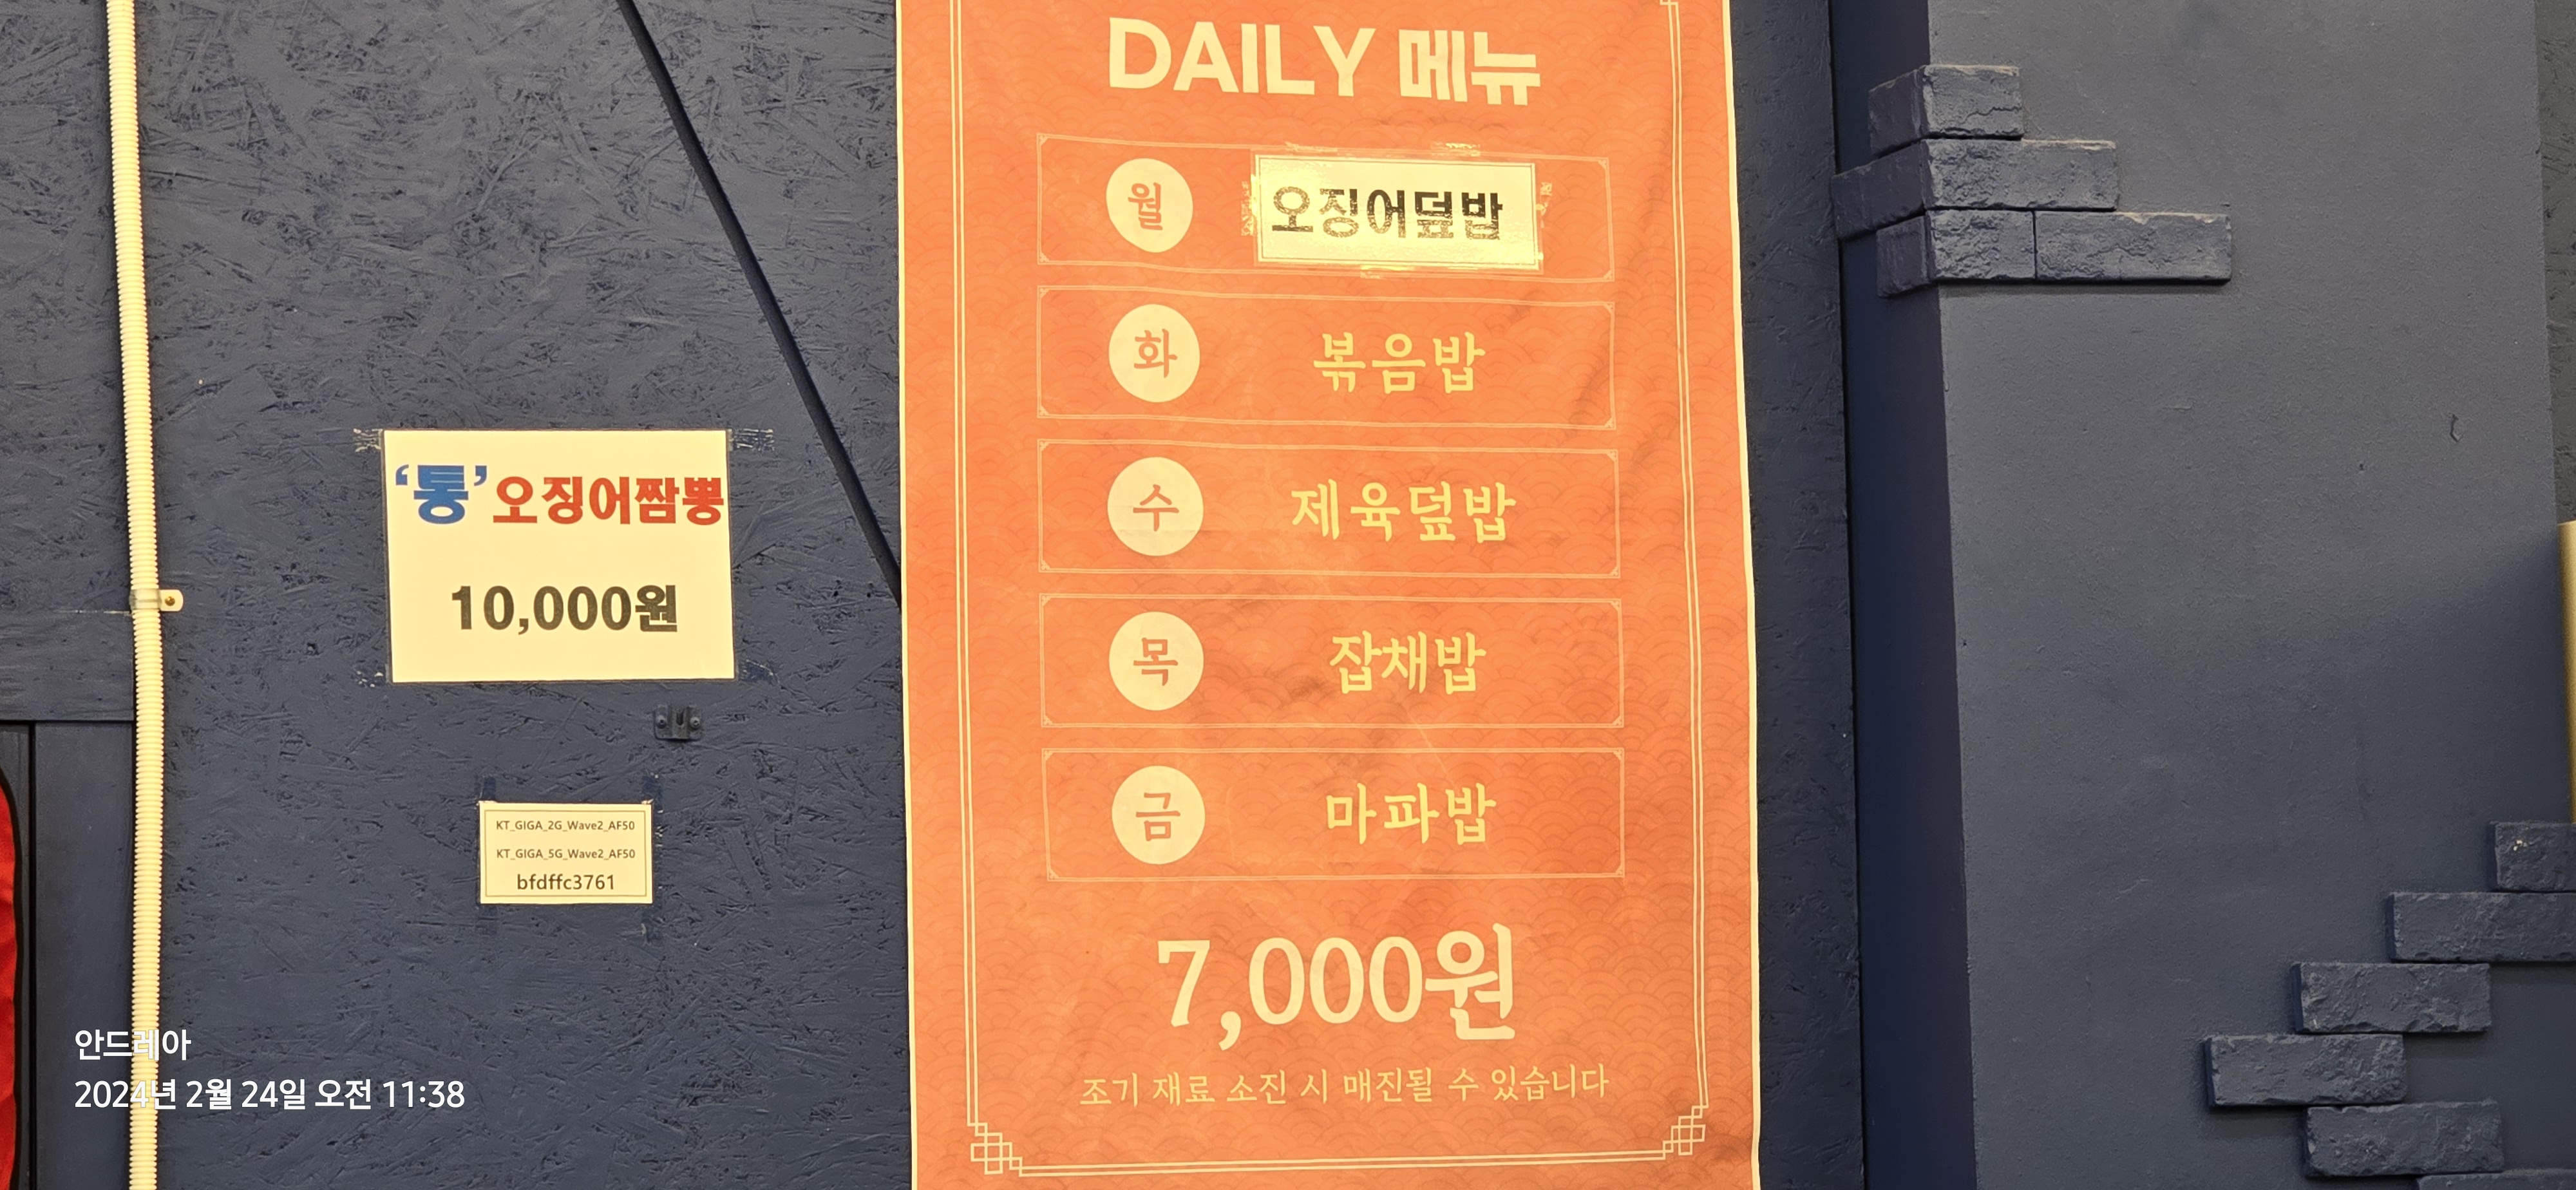 DAILY 메뉴
월 오징어덮밥
화 볶음밥
수 제육덮밥
목 잡채밥
금 마파밥
7,000원
조기 재료 소진 시 매진될 수 있습니다
'통'오징어짬뽕
10,000원
KT_GIGA_2G_Wave2_AF50
KT_GIGA_5G_Wave2_AF50
bfdffc3761
안드레아
2024년 2월 24일 오전 11:38